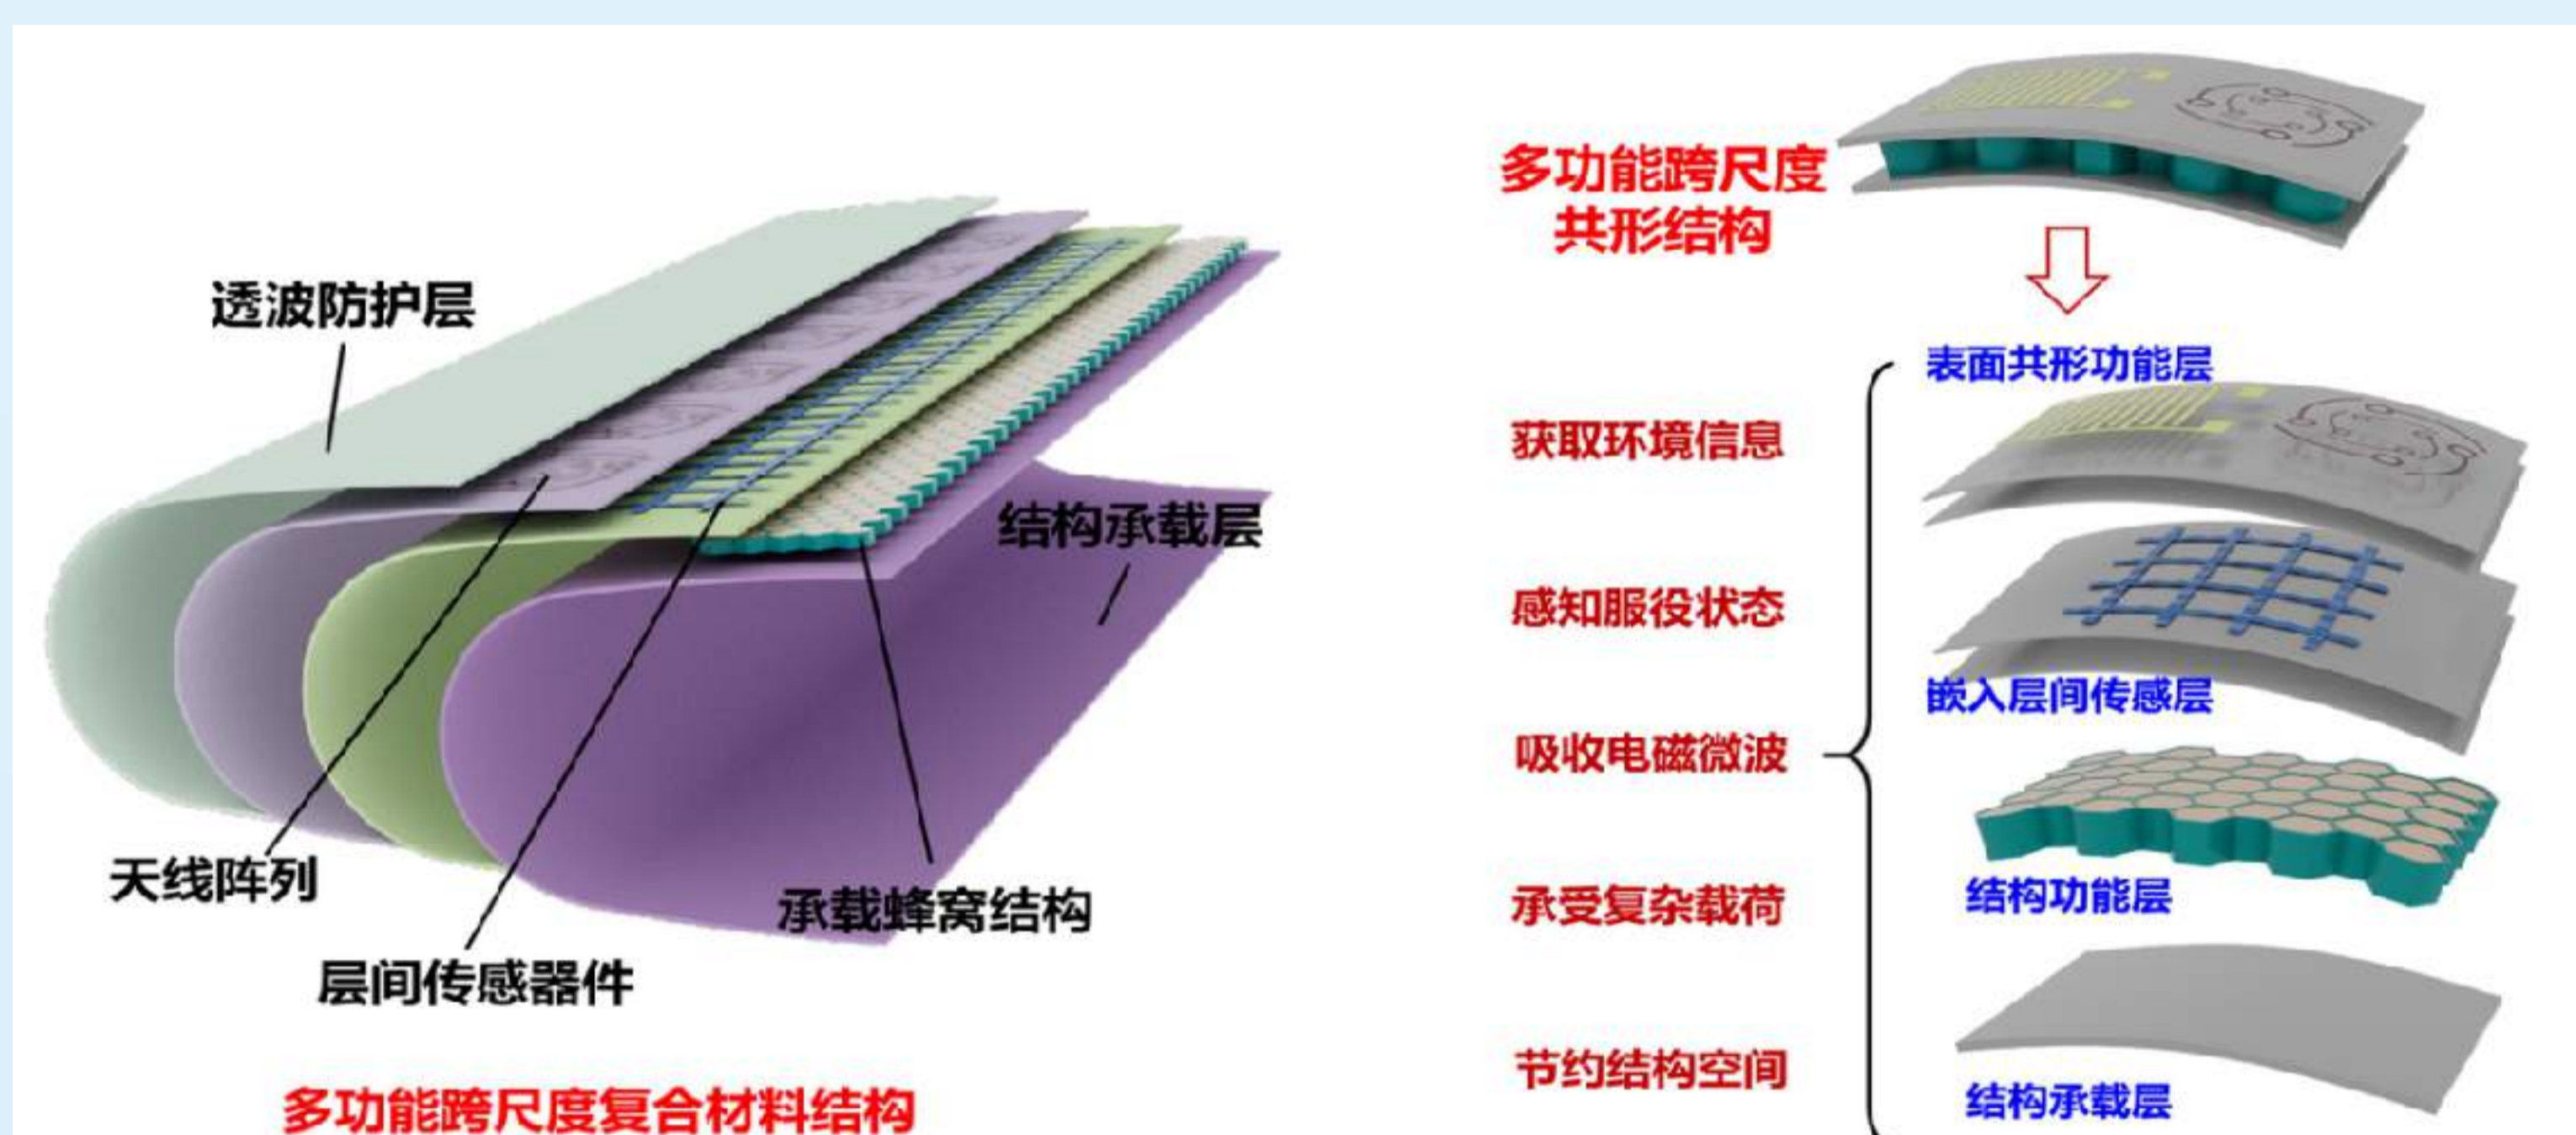 透波防护层
结构承载层
天线阵列
承载蜂窝结构
层间传感器件
多功能跨尺度复合材料结构
多功能跨尺度
共形结构
表面共形功能层
获取环境信息
感知服役状态
嵌入层间传感层
吸收电磁微波
结构功能层
承受复杂载荷
节约结构空间
结构承载层